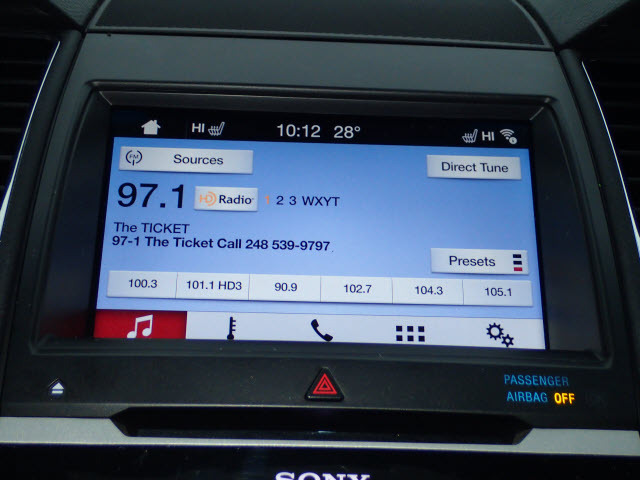 HI 10:12 28° HI
FM Sources
Direct Tune
97.1 HD Radio 1 2 3 WXYT
The TICKET
97-1 The Ticket Call 248 539-9797
Presets
100.3 101.1 HD3 90.9 102.7 104.3 105.1
PASSENGER
AIRBAG OFF
SONY